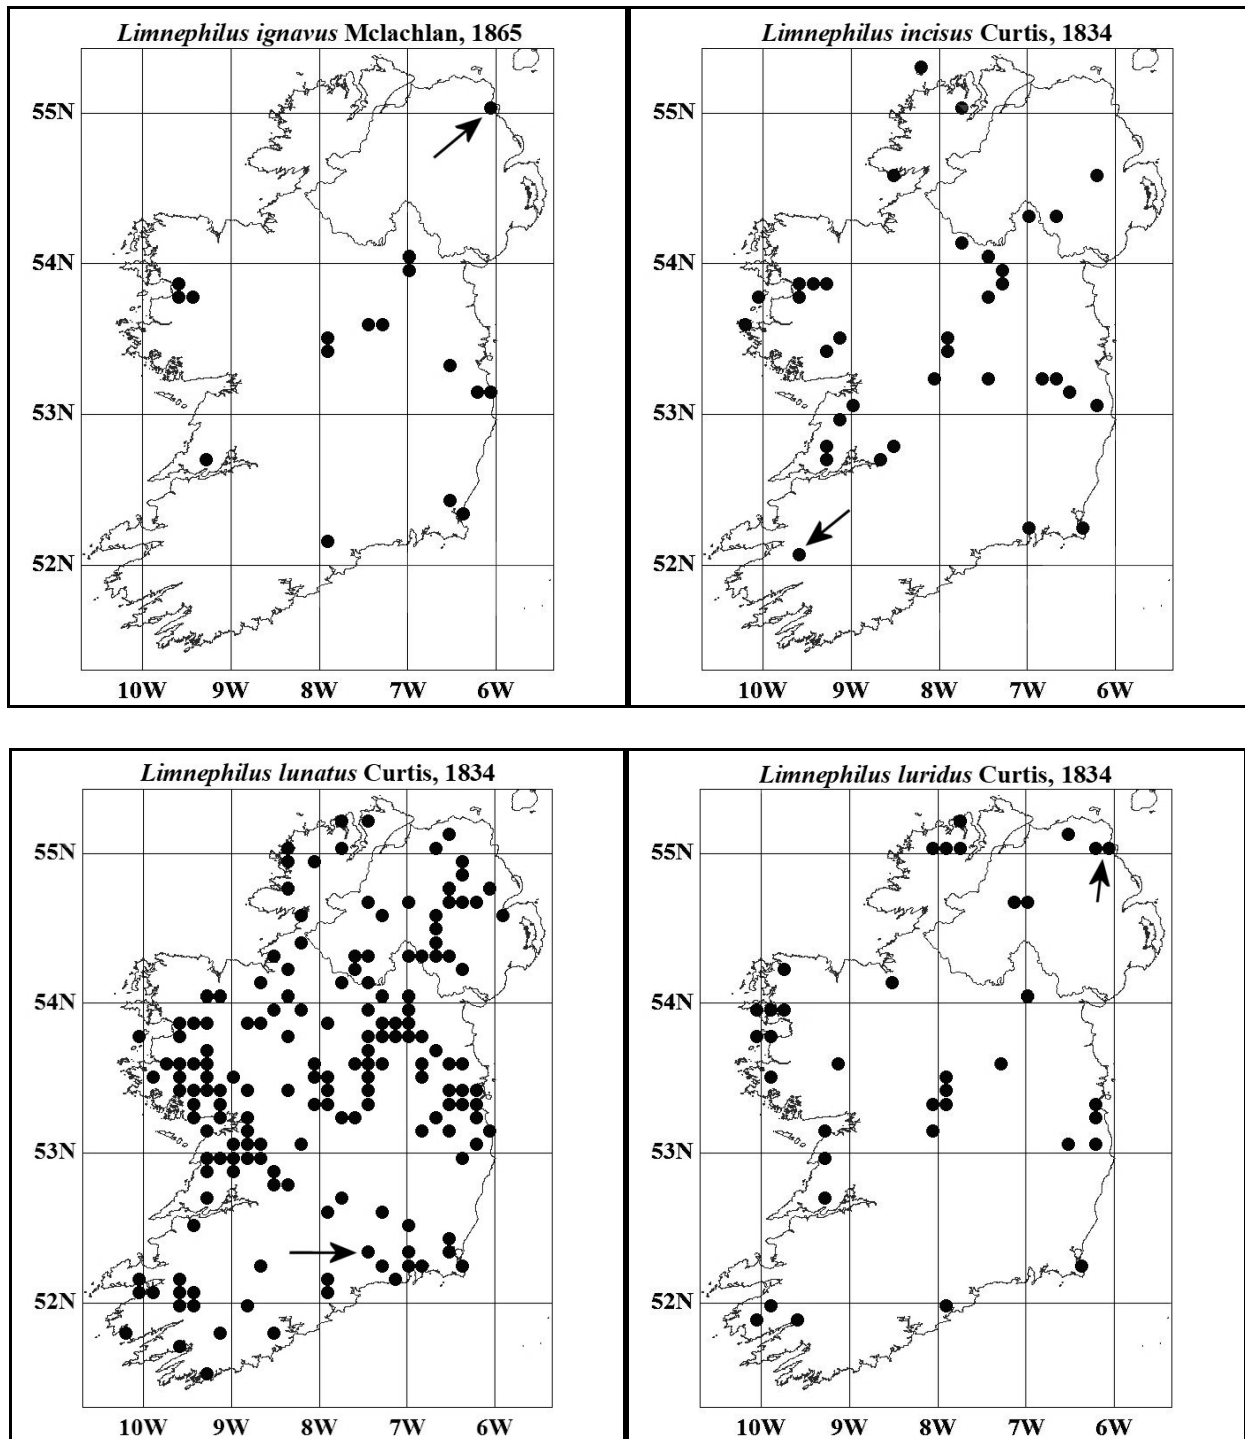 Limnephilus ignavus Mclachlan, 1865
55N
54N
53N
52N
10W 9W 8W 7W 6W
Limnephilus incisus Curtis, 1834
55N
54N
53N
52N
10W 9W 8W 7W 6W
Limnephilus lunatus Curtis, 1834
55N
54N
53N
52N
10W 9W 8W 7W 6W
Limnephilus luridus Curtis, 1834
55N
54N
53N
52N
10W 9W 8W 7W 6W